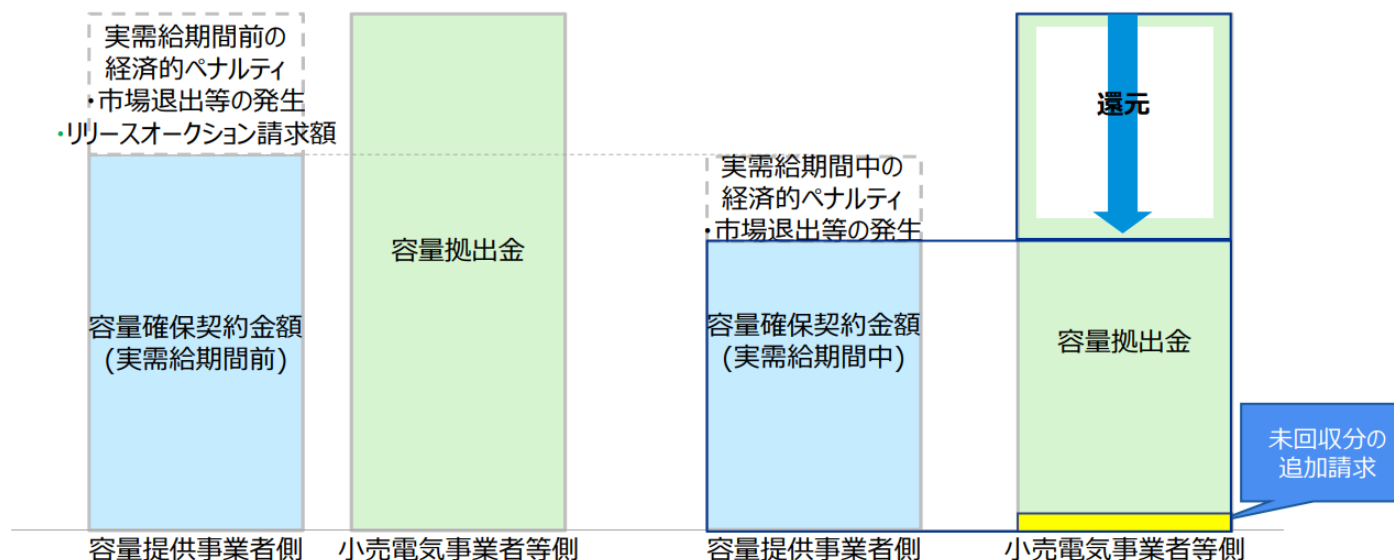 実需給期間前の
経済的ペナルティ
・市場退出等の発生
・リリースオークション請求額
容量確保契約金額
(実需給期間前)
容量拠出金
実需給期間中の
経済的ペナルティ
・市場退出等の発生
容量確保契約金額
(実需給期間中)
還元
容量拠出金
未回収分の
追加請求
容量提供事業者側
小売電気事業者等側
容量提供事業者側
小売電気事業者等側